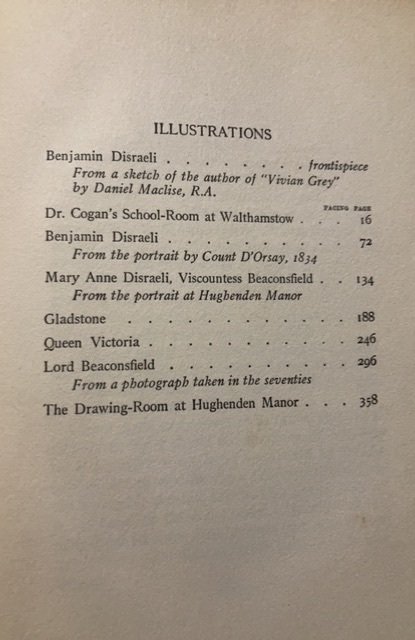 ILLUSTRATIONS
Benjamin Disraeli . . . . . . . . frontispiece
From a sketch of the author of "Vivian Grey"
by Daniel Maclise, R.A.
FACING PAGE
Dr. Cogan's School-Room at Walthamstow . . . 16
Benjamin Disraeli . . . . . . . . . . 72
From the portrait by Count D'Orsay, 1834
Mary Anne Disraeli, Viscountess Beaconsfield . . 134
From the portrait at Hughenden Manor
Gladstone . . . . . . . . . . . 188
Queen Victoria . . . . . . . . . . 246
Lord Beaconsfield . . . . . . . . . 296
From a photograph taken in the seventies
The Drawing-Room at Hughenden Manor . . . 358